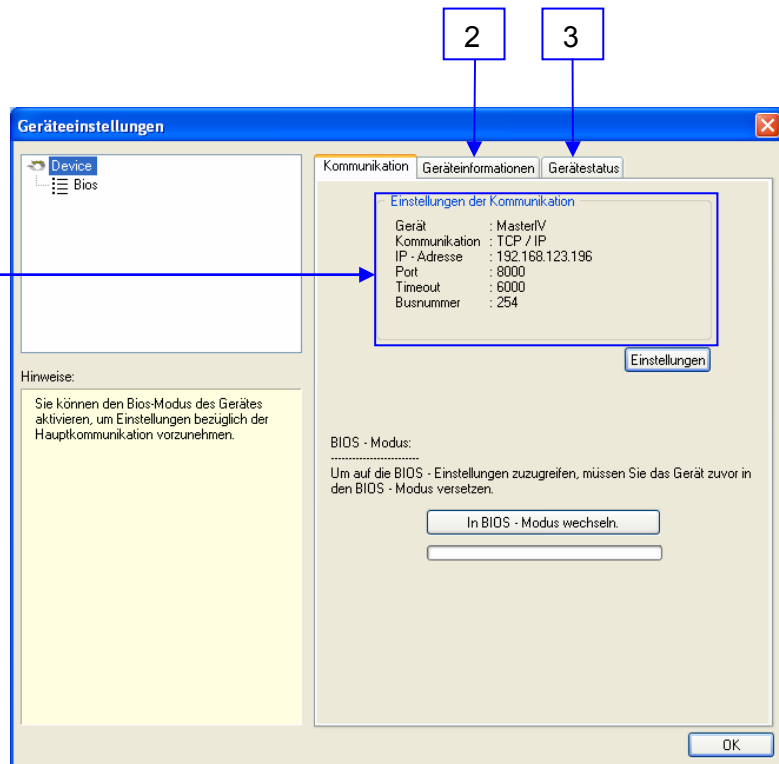 2
3
Geräteeinstellungen
Device
Bios
Hinweise:
Sie können den Bios-Modus des Gerätes
aktivieren, um Einstellungen bezüglich der
Hauptkommunikation vorzunehmen.
Kommunikation
Geräteinformationen
Gerätestatus
Einstellungen der Kommunikation
Gerät : MasterIV
Kommunikation : TCP / IP
IP - Adresse : 192.168.123.196
Port : 8000
Timeout : 6000
Busnummer : 254
Einstellungen
BIOS - Modus:
-------------------------
Um auf die BIOS - Einstellungen zuzugreifen, müssen Sie das Gerät zuvor in
den BIOS - Modus versetzen.
In BIOS - Modus wechseln.
OK